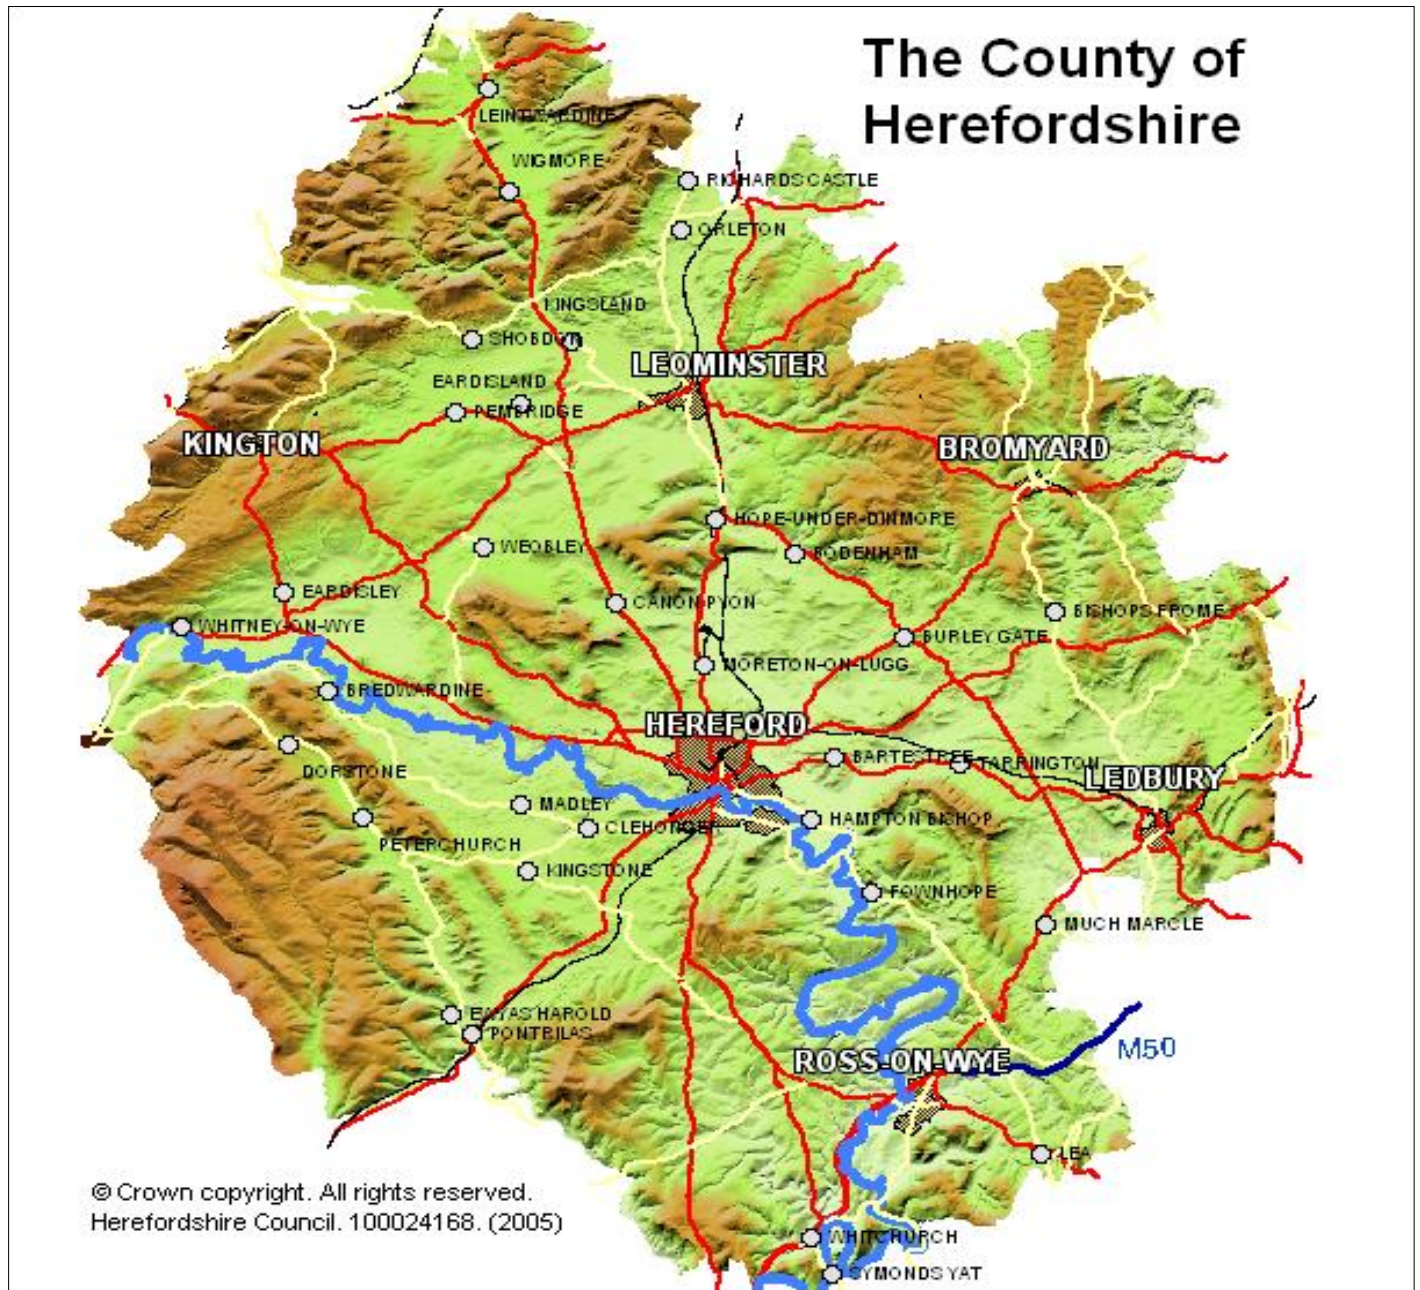 The County of
Herefordshire
LEINTWARDINE
WIGMORE
RICHARDS CASTLE
ORLETON
KINGSLAND
SHOBDON
LEOMINSTER
EARDISLAND
PEMBRIDGE
KINGTON
BROMYARD
HOPE-UNDER-DINMORE
WEOBLEY
BODENHAM
EARDISLEY
CANON PYON
BISHOPS FROME
WHITNEY-ON-WYE
BURLEY GATE
MORETON-ON-LUGG
BREDWARDINE
HEREFORD
BARTESTREE
TARRINGTON
DORSTONE
LEDBURY
MADLEY
HAMPTON BISHOP
CLEHONGER
PETERCHURCH
KINGSTONE
FOWNHOPE
MUCH MARCLE
EWYAS HAROLD
PONTRILAS
M50
ROSS-ON-WYE
LEA
© Crown copyright. All rights reserved.
Herefordshire Council. 100024168. (2005)
WHITCHURCH
SYMONDS YAT